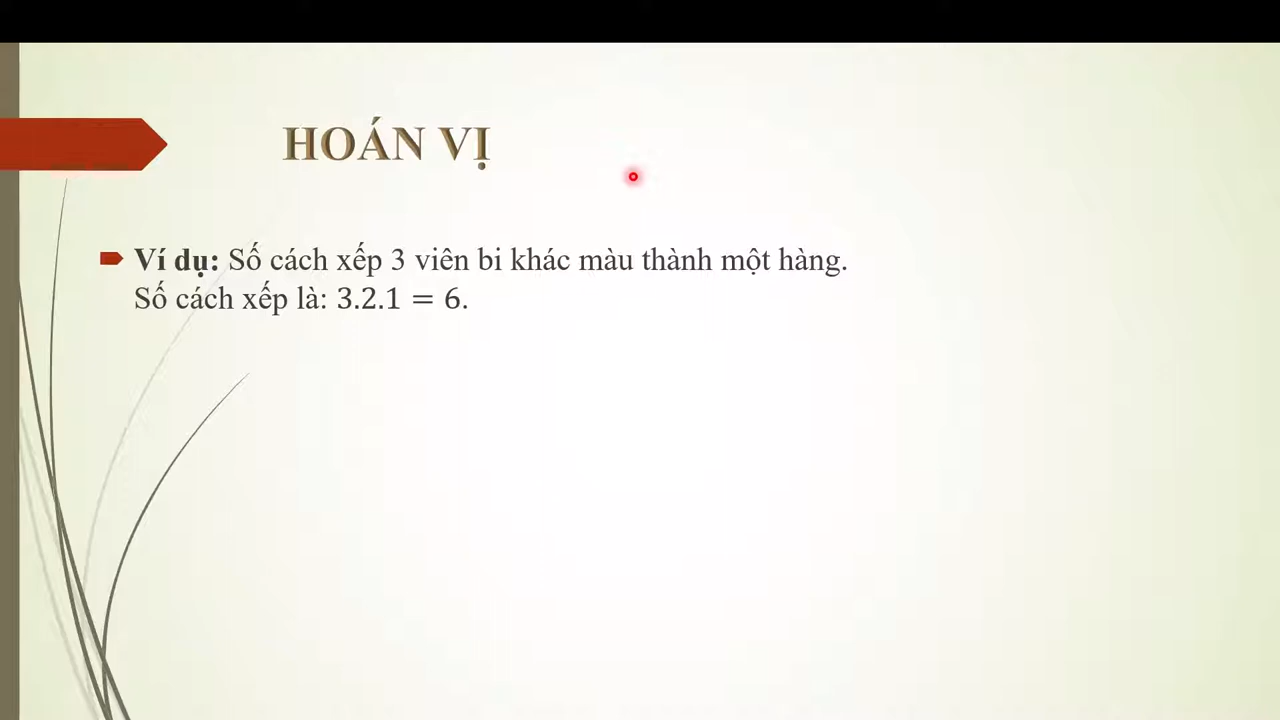 HOÁN VỊ
Ví dụ: Số cách xếp 3 viên bi khác màu thành một hàng.
Số cách xếp là: 3.2.1 = 6.